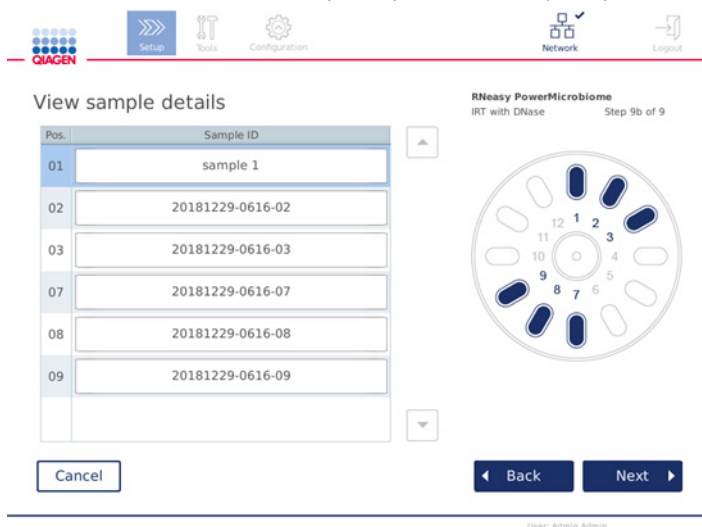 QIAGEN
Setup
Tools
Configuration
Network
Logout
View sample details
RNeasy PowerMicrobiome
IRT with DNase Step 9b of 9
Pos. Sample ID
01 sample 1
02 20181229-0616-02
03 20181229-0616-03
07 20181229-0616-07
08 20181229-0616-08
09 20181229-0616-09
12 1 2
11 3
10 4
9 5
8 7 6
Cancel
Back
Next
User: Admin Admin